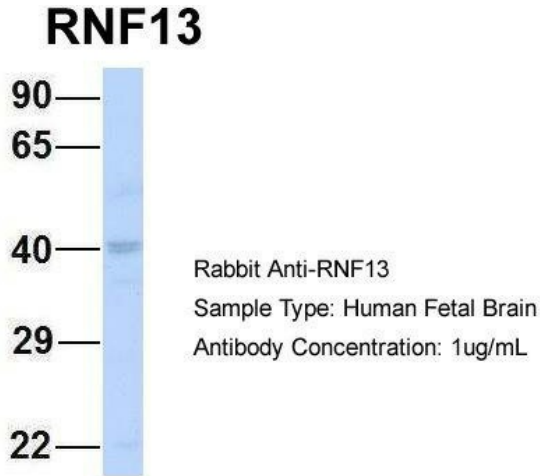 RNF13
90
65
40
29
22
Rabbit Anti-RNF13
Sample Type: Human Fetal Brain
Antibody Concentration: 1ug/mL